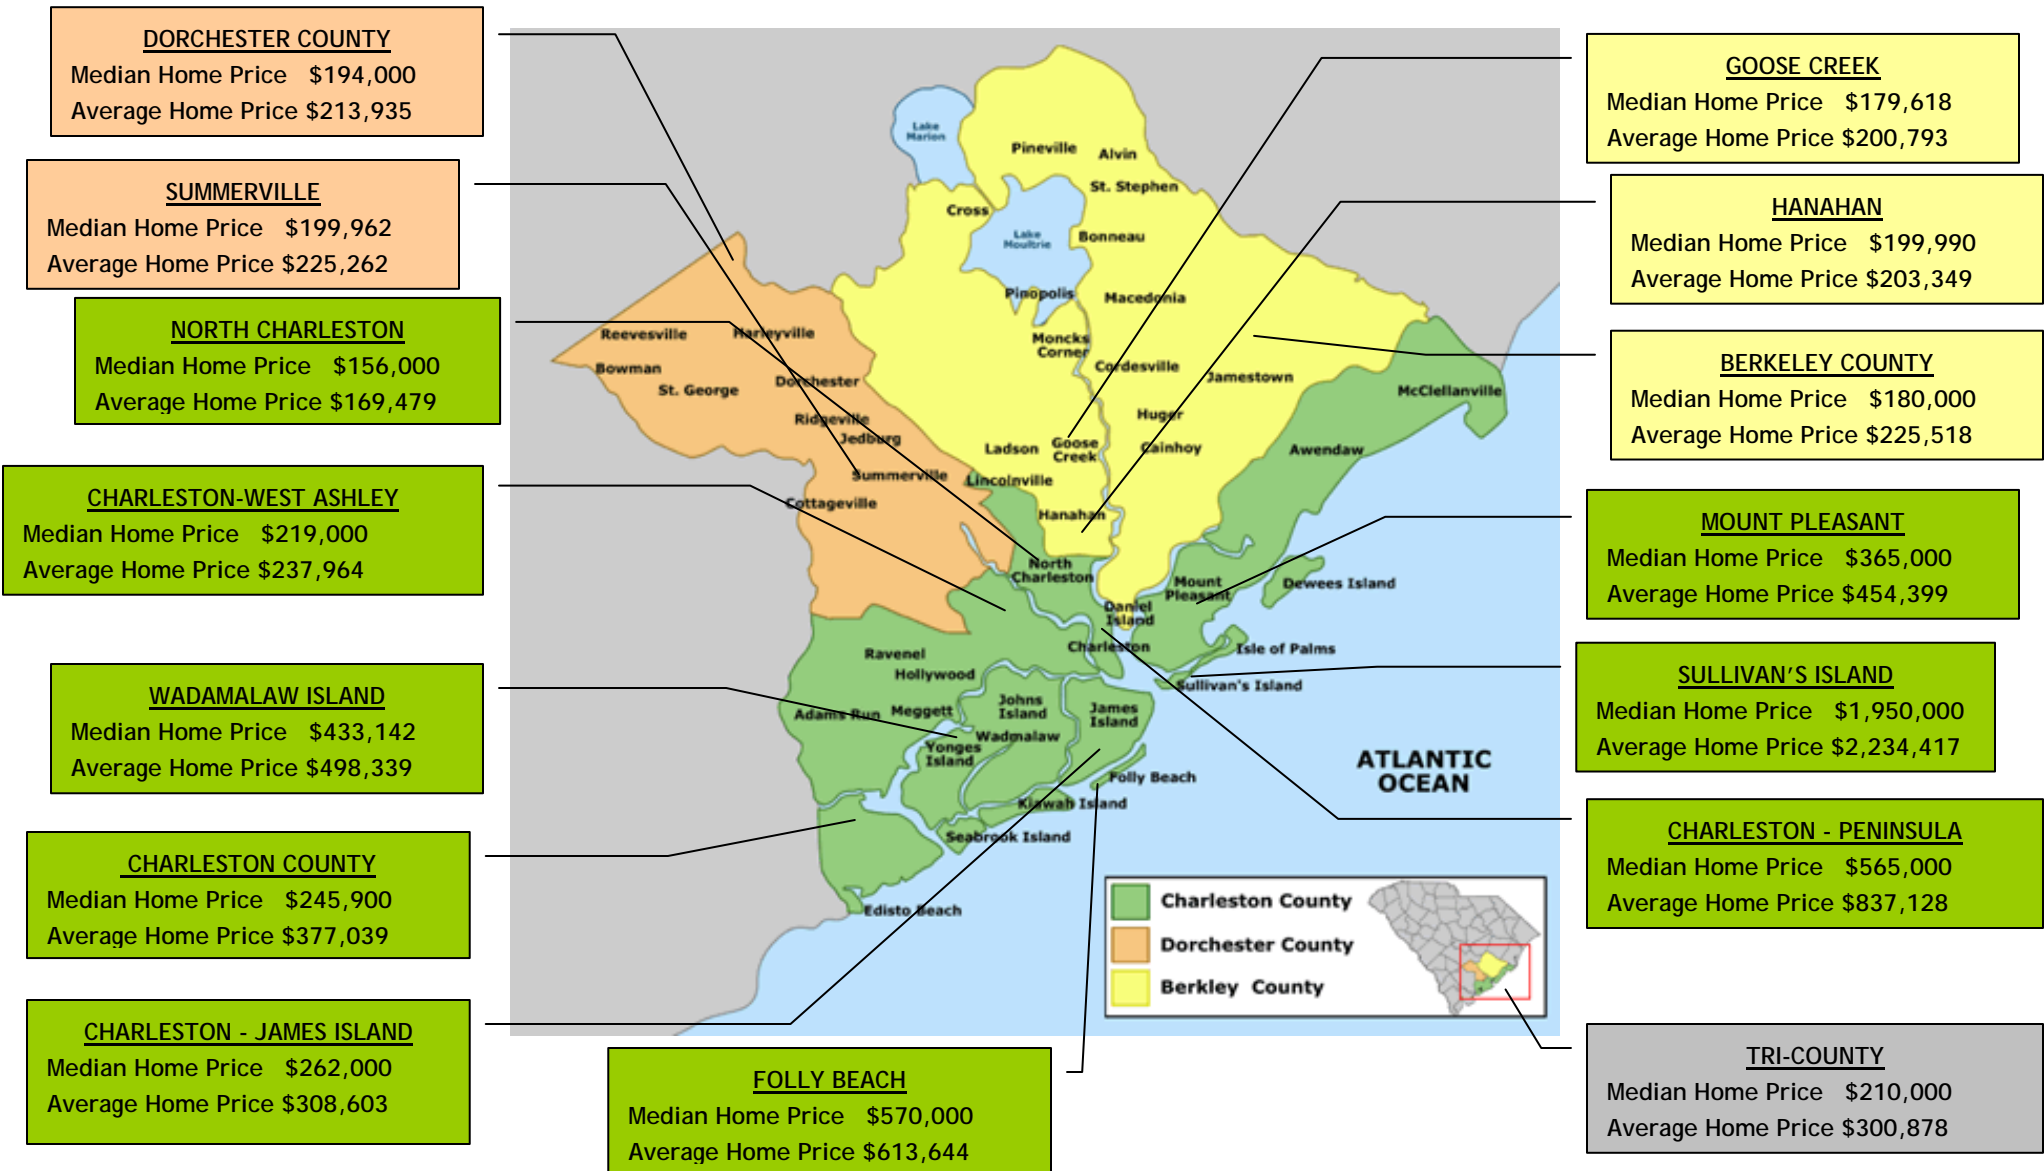 DORCHESTER COUNTY
Median Home Price $194,000
Average Home Price $213,935
SUMMERVILLE
Median Home Price $199,962
Average Home Price $225,262
NORTH CHARLESTON
Median Home Price $156,000
Average Home Price $169,479
CHARLESTON-WEST ASHLEY
Median Home Price $219,000
Average Home Price $237,964
WADAMALAW ISLAND
Median Home Price $433,142
Average Home Price $498,339
CHARLESTON COUNTY
Median Home Price $245,900
Average Home Price $377,039
CHARLESTON - JAMES ISLAND
Median Home Price $262,000
Average Home Price $308,603
FOLLY BEACH
Median Home Price $570,000
Average Home Price $613,644
Lake
Marion
Pineville
Alvin
St. Stephen
Cross
Lake
Moultrie
Bonneau
Pinopolis
Macedonia
Reevesville
Harleyville
Moncks
Corner
Bowman
Cordesville
St. George
Dorchester
Jamestown
McClellanville
Ridgeville
Huger
Jedburg
Ladson
Goose
Creek
Cainhoy
Awendaw
Summerville
Lincolnville
Cottageville
Hanahan
North
Charleston
Mount
Pleasant
Dewees Island
Daniel
Island
Charleston
Isle of Palms
Ravenel
Hollywood
Sullivan's Island
Adams Run
Meggett
Johns
Island
James
Island
Wadmalaw
Yonges
Island
Folly Beach
Kiawah Island
Seabrook Island
Edisto Beach
ATLANTIC
OCEAN
Charleston County
Dorchester County
Berkley County
GOOSE CREEK
Median Home Price $179,618
Average Home Price $200,793
HANAHAN
Median Home Price $199,990
Average Home Price $203,349
BERKELEY COUNTY
Median Home Price $180,000
Average Home Price $225,518
MOUNT PLEASANT
Median Home Price $365,000
Average Home Price $454,399
SULLIVAN'S ISLAND
Median Home Price $1,950,000
Average Home Price $2,234,417
CHARLESTON - PENINSULA
Median Home Price $565,000
Average Home Price $837,128
TRI-COUNTY
Median Home Price $210,000
Average Home Price $300,878